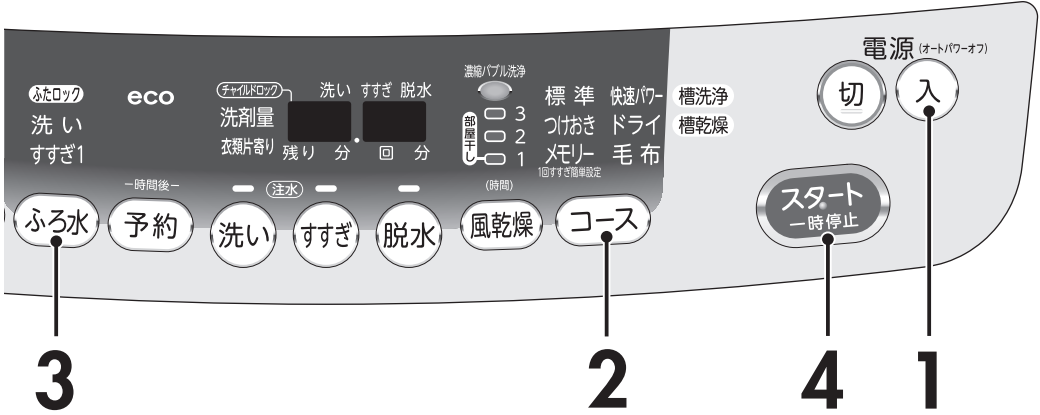 電源(オートパワーオフ)
切 入
濃縮バブル洗浄
ふたロック eco チャイルドロック 洗い すすぎ 脱水
洗い 洗剤量
すすぎ1 衣類片寄り 残り 分 回 分
部屋干し 3
2
1
標準 快速パワー 槽洗浄
つけおき ドライ 槽乾燥
メモリー 毛布
1回すすぎ簡単設定
ー時間後ー 注水 (時間)
ふろ水 予約 洗い すすぎ 脱水 風乾燥 コース
スタート
一時停止
3 2 4 1